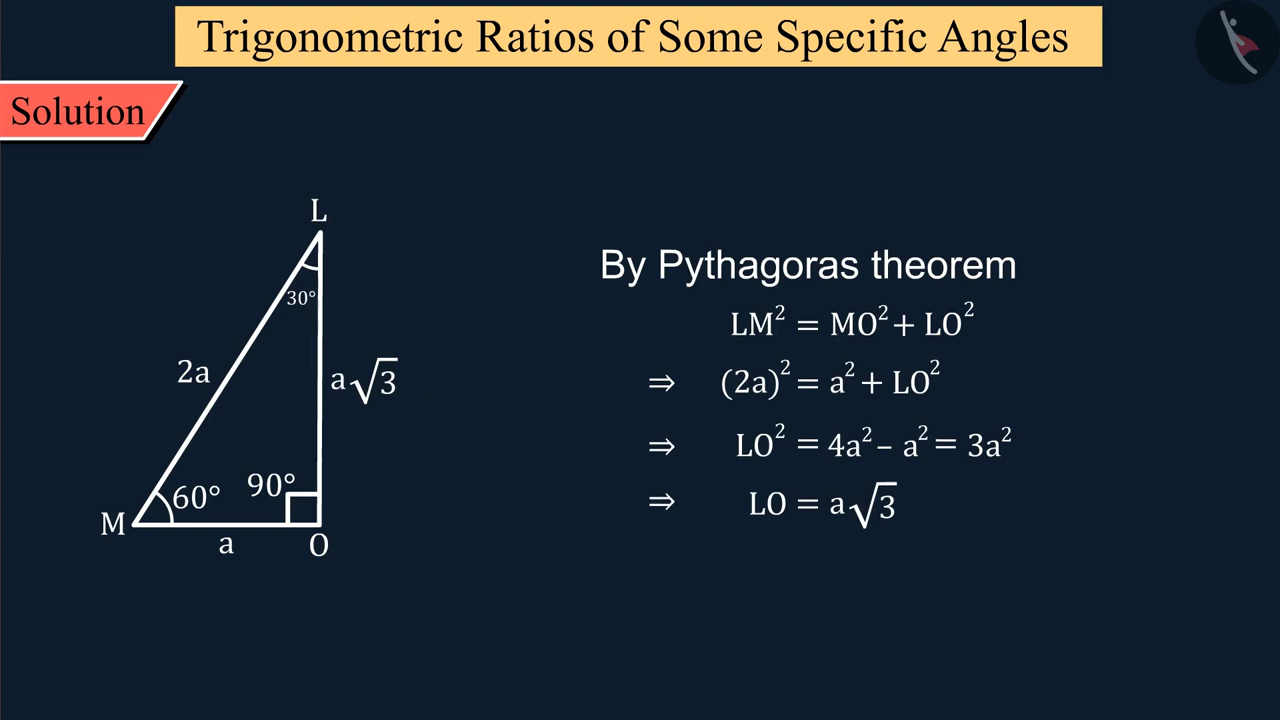 Trigonometric Ratios of Some Specific Angles
Solution
L
30°
2a
a√3
60°
90°
M
a
O
By Pythagoras theorem
LM² = MO² + LO²
⇒ (2a)² = a² + LO²
⇒ LO² = 4a² – a² = 3a²
⇒ LO = a√3